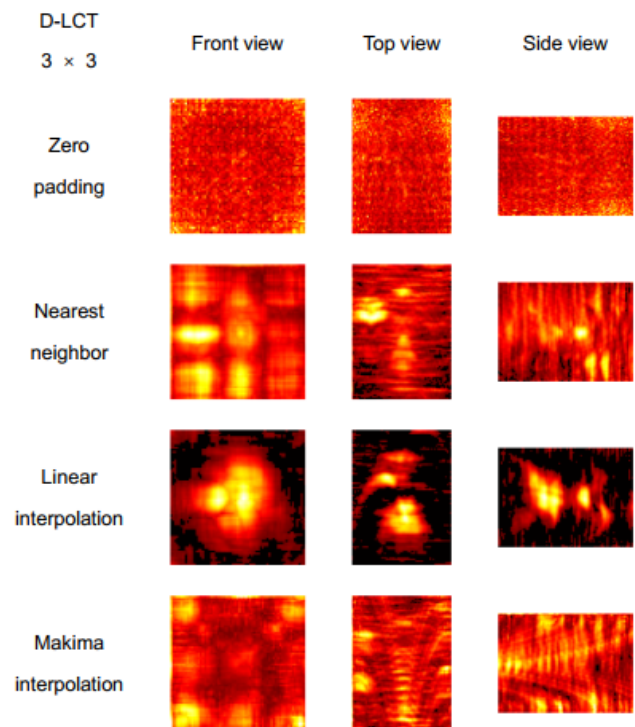 D-LCT
3 × 3
Front view
Top view
Side view
Zero
padding
Nearest
neighbor
Linear
interpolation
Makima
interpolation